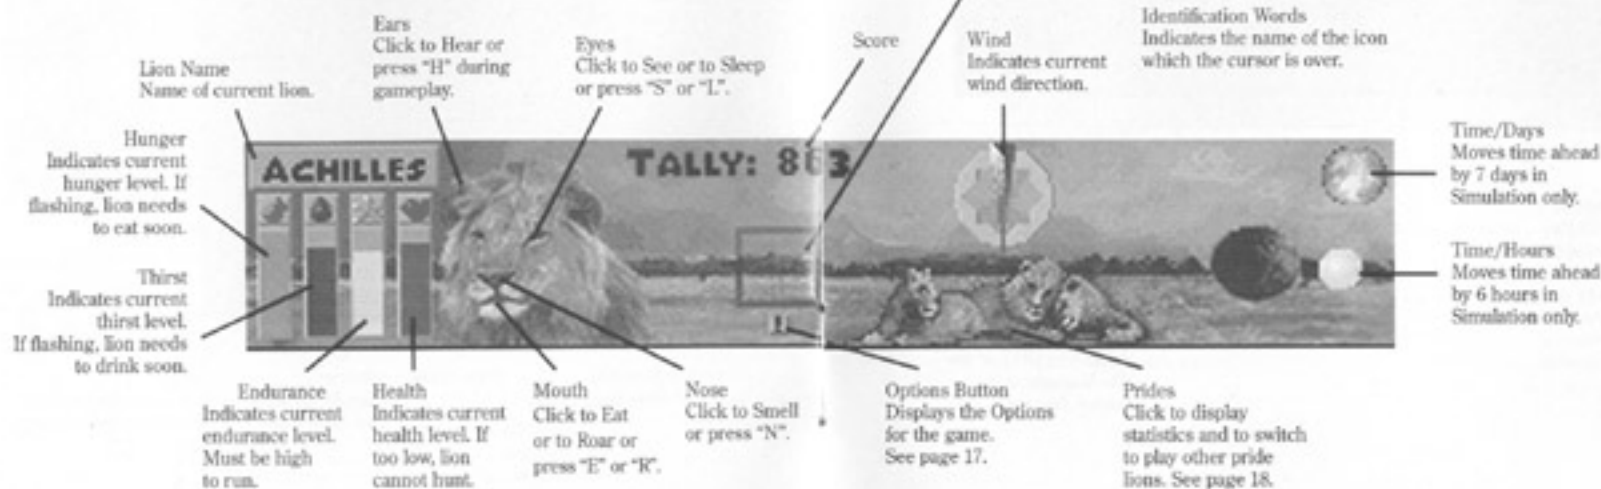 Ears
Click to Hear or
press "H" during
gameplay.
Eyes
Click to See or to Sleep
or press "S" or "L".
Score
Wind
Indicates current
wind direction.
Identification Words
Indicates the name of the icon
which the cursor is over.
Lion Name
Name of current lion.
Hunger
Indicates current
hunger level. If
flashing, lion needs
to eat soon.
Thirst
Indicates current
thirst level.
If flashing, lion needs
to drink soon.
ACHILLES
TALLY: 863
Time/Days
Moves time ahead
by 7 days in
Simulation only.
Time/Hours
Moves time ahead
by 6 hours in
Simulation only.
Endurance
Indicates current
endurance level.
Must be high
to run.
Health
Indicates current
health level. If
too low, lion
cannot hunt.
Mouth
Click to Eat
or to Roar or
press "E" or "R".
Nose
Click to Smell
or press "N".
Options Button
Displays the Options
for the game.
See page 17.
Prides
Click to display
statistics and to switch
to play other pride
lions. See page 18.